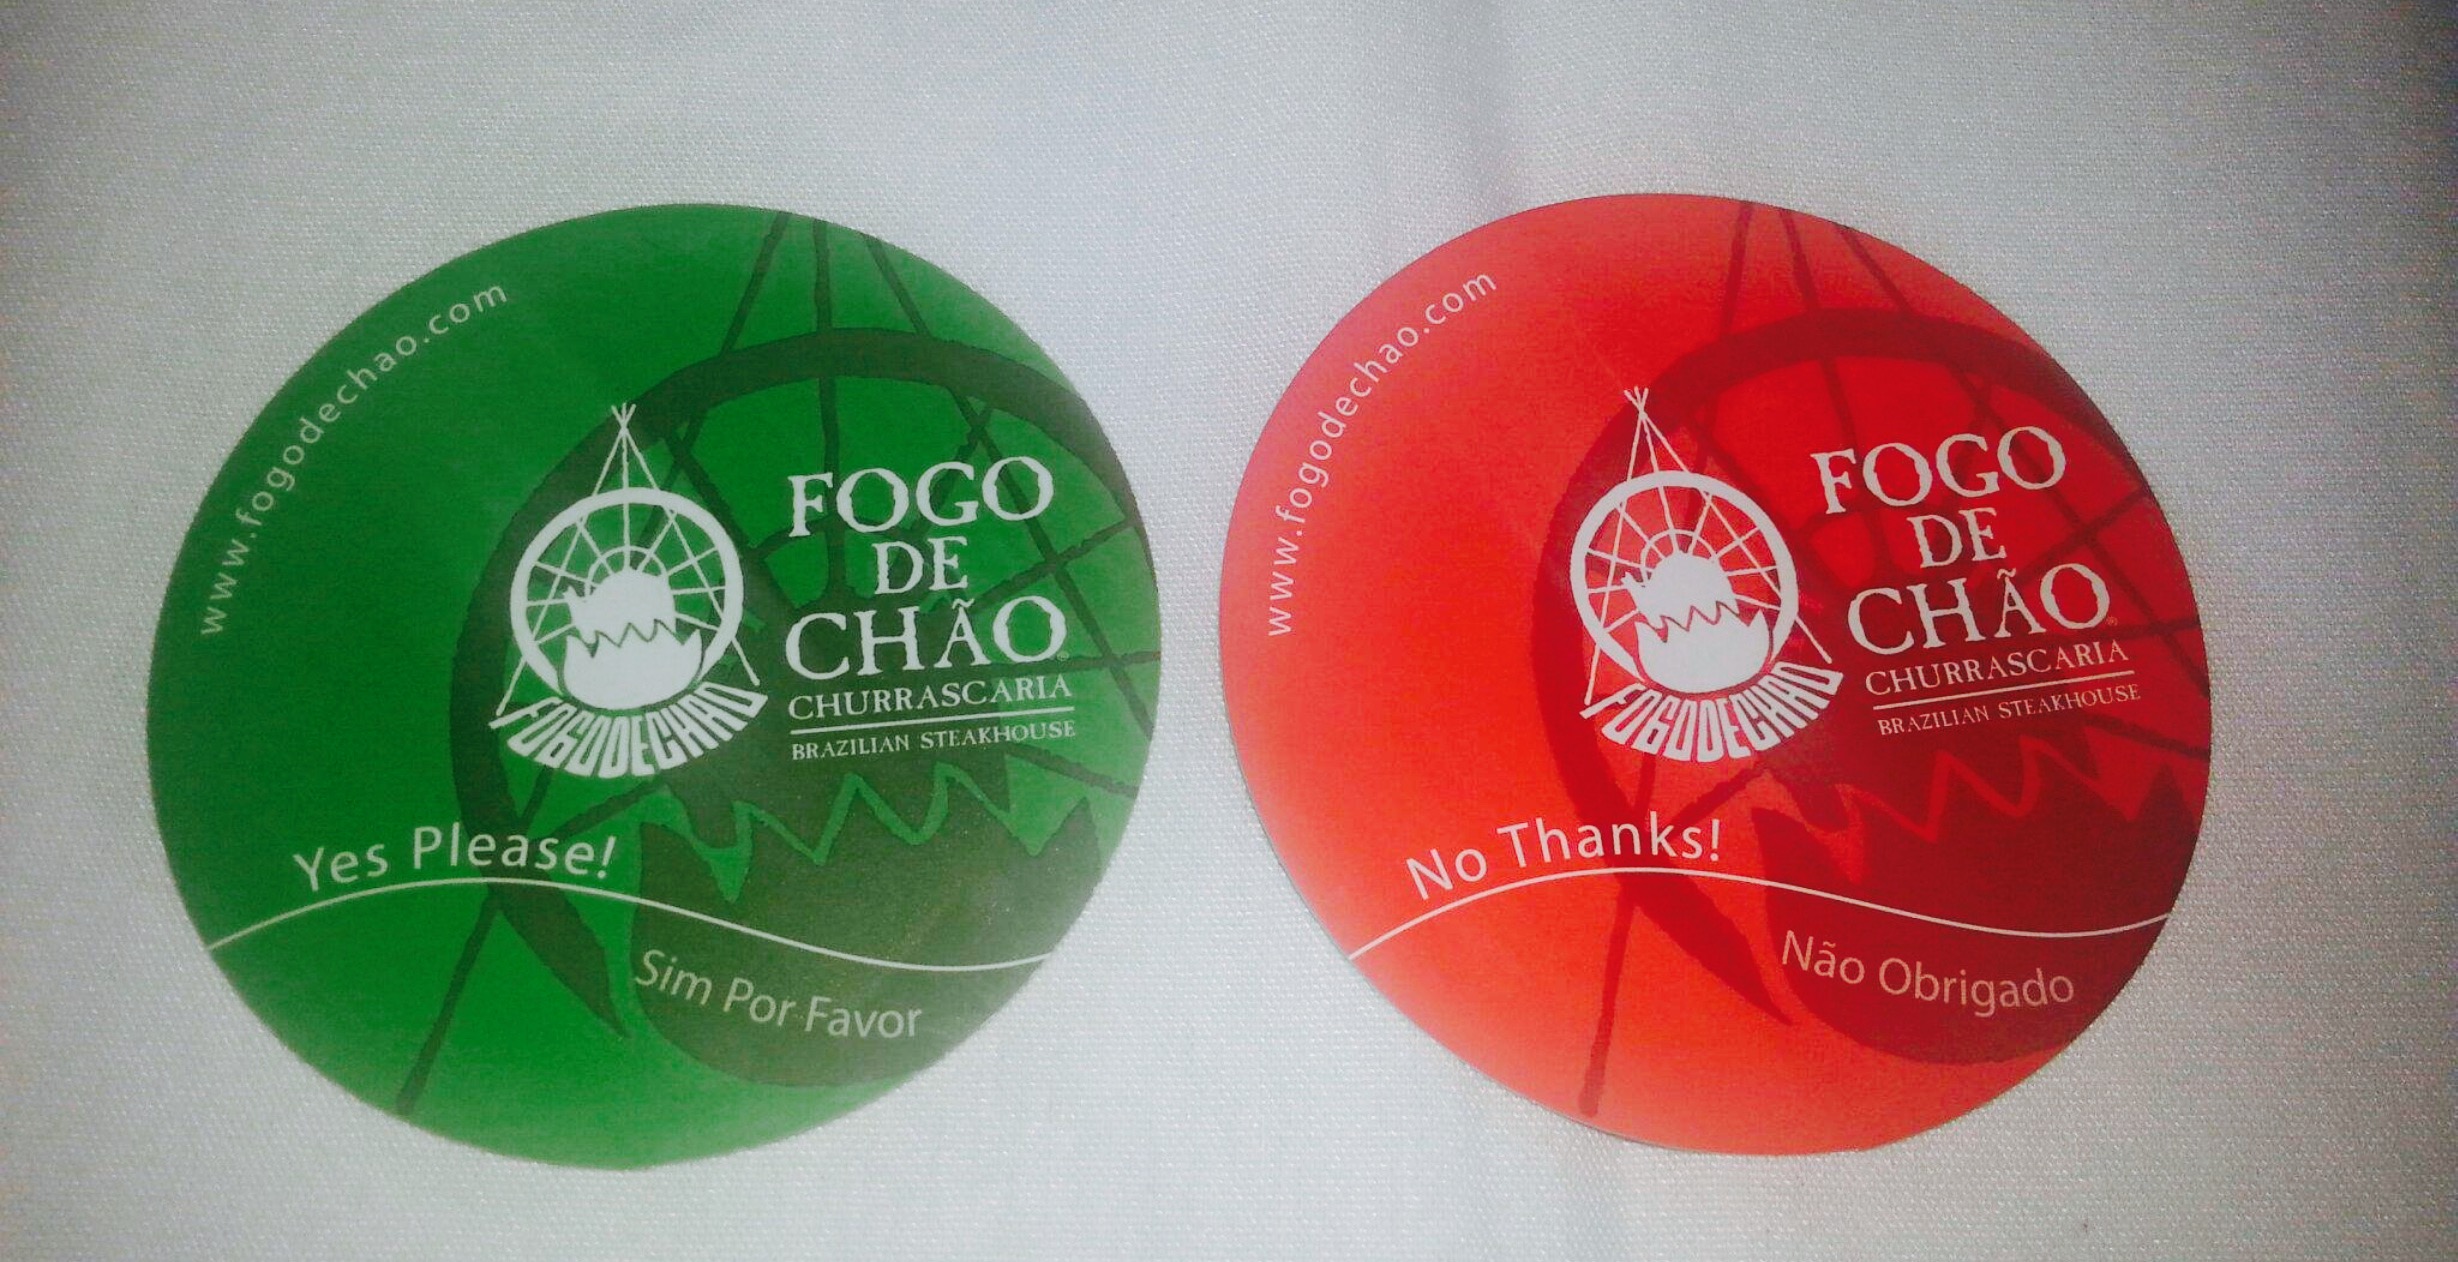 www.fogodechao.com
FOGO
DE
CHÃO®
CHURRASCARIA
BRAZILIAN STEAKHOUSE
FOGODECHAO
Yes Please!
Sim Por Favor
www.fogodechao.com
FOGO
DE
CHÃO®
CHURRASCARIA
BRAZILIAN STEAKHOUSE
FOGODECHAO
No Thanks!
Não Obrigado